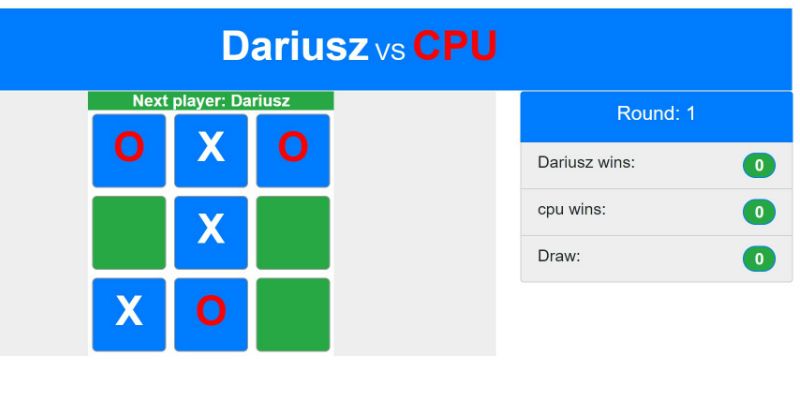 Dariusz vs CPU
Next player: Dariusz
O X O
X
X O
Round: 1
Dariusz wins: 0
cpu wins: 0
Draw: 0